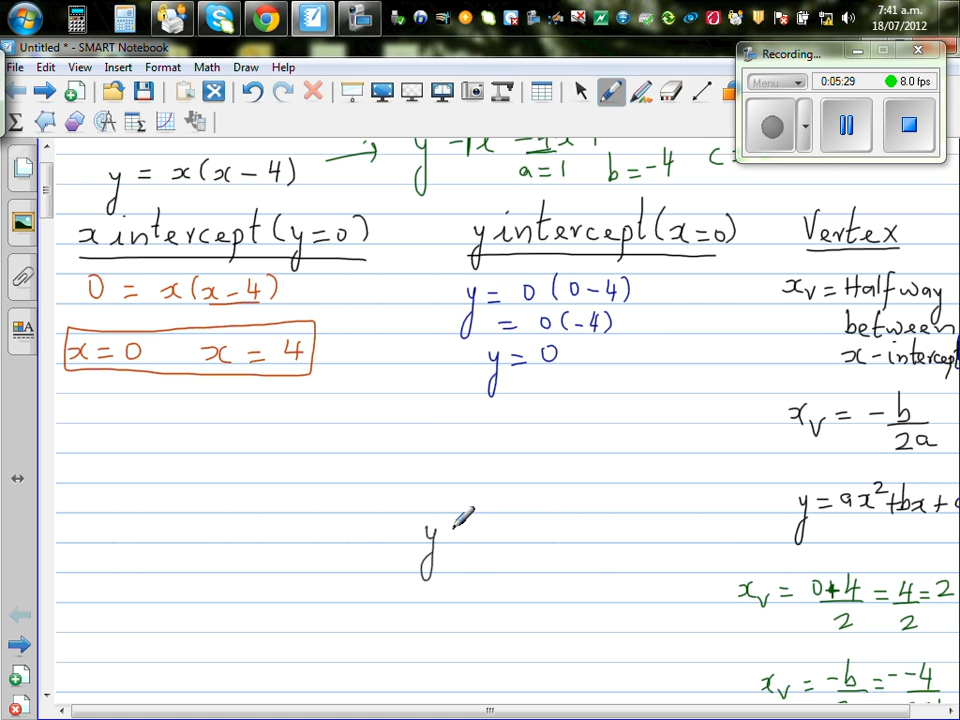 7:41 a.m.
18/07/2012
Untitled * - SMART Notebook
File Edit View Insert Format Math Draw Help
Recording...
Menu
0:05:29
8.0 fps
y = x(x-4)
a=1 b=-4 c=
x intercept (y=0)
0 = x(x-4)
x=0 x = 4
y intercept (x=0)
y = 0 (0-4)
= 0(-4)
y = 0
y
Vertex
xv = Half way
between
x-intercept
xv = -b/2a
y = ax²+bx+
xv = 0+4/2 = 4/2 = 2
xv = -b = --4